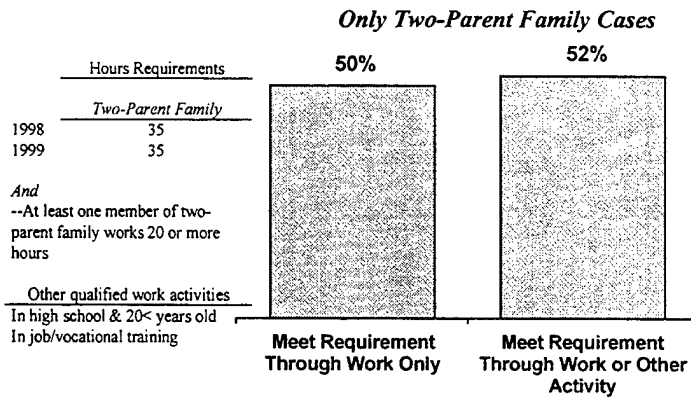 Only Two-Parent Family Cases
50%
52%
Hours Requirements
Two-Parent Family
1998 35
1999 35
And
--At least one member of two-
parent family works 20 or more
hours
Other qualified work activities
In high school & 20< years old
In job/vocational training
Meet Requirement
Through Work Only
Meet Requirement
Through Work or Other
Activity